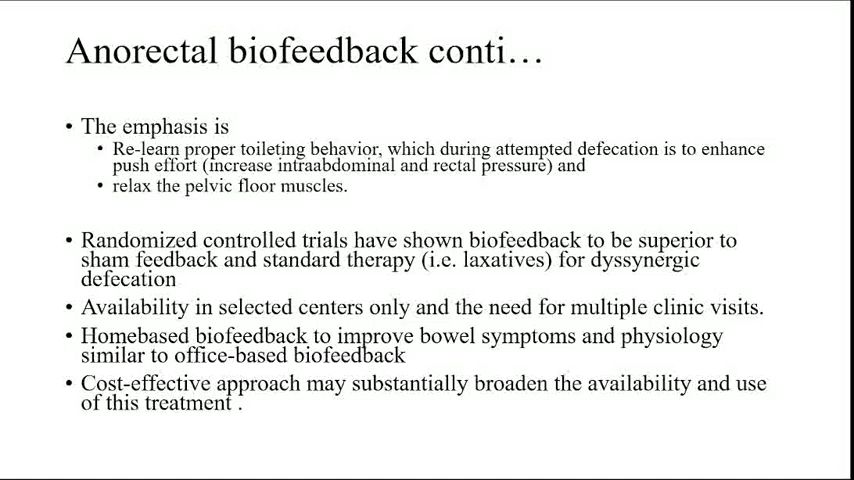 Anorectal biofeedback conti…
• The emphasis is
• Re-learn proper toileting behavior, which during attempted defecation is to enhance
push effort (increase intraabdominal and rectal pressure) and
• relax the pelvic floor muscles.
• Randomized controlled trials have shown biofeedback to be superior to
sham feedback and standard therapy (i.e. laxatives) for dyssynergic
defecation
• Availability in selected centers only and the need for multiple clinic visits.
• Homebased biofeedback to improve bowel symptoms and physiology
similar to office-based biofeedback
• Cost-effective approach may substantially broaden the availability and use
of this treatment .